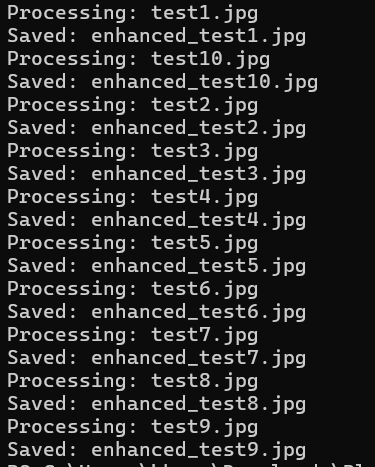 Processing: test1.jpg
Saved: enhanced_test1.jpg
Processing: test10.jpg
Saved: enhanced_test10.jpg
Processing: test2.jpg
Saved: enhanced_test2.jpg
Processing: test3.jpg
Saved: enhanced_test3.jpg
Processing: test4.jpg
Saved: enhanced_test4.jpg
Processing: test5.jpg
Saved: enhanced_test5.jpg
Processing: test6.jpg
Saved: enhanced_test6.jpg
Processing: test7.jpg
Saved: enhanced_test7.jpg
Processing: test8.jpg
Saved: enhanced_test8.jpg
Processing: test9.jpg
Saved: enhanced_test9.jpg